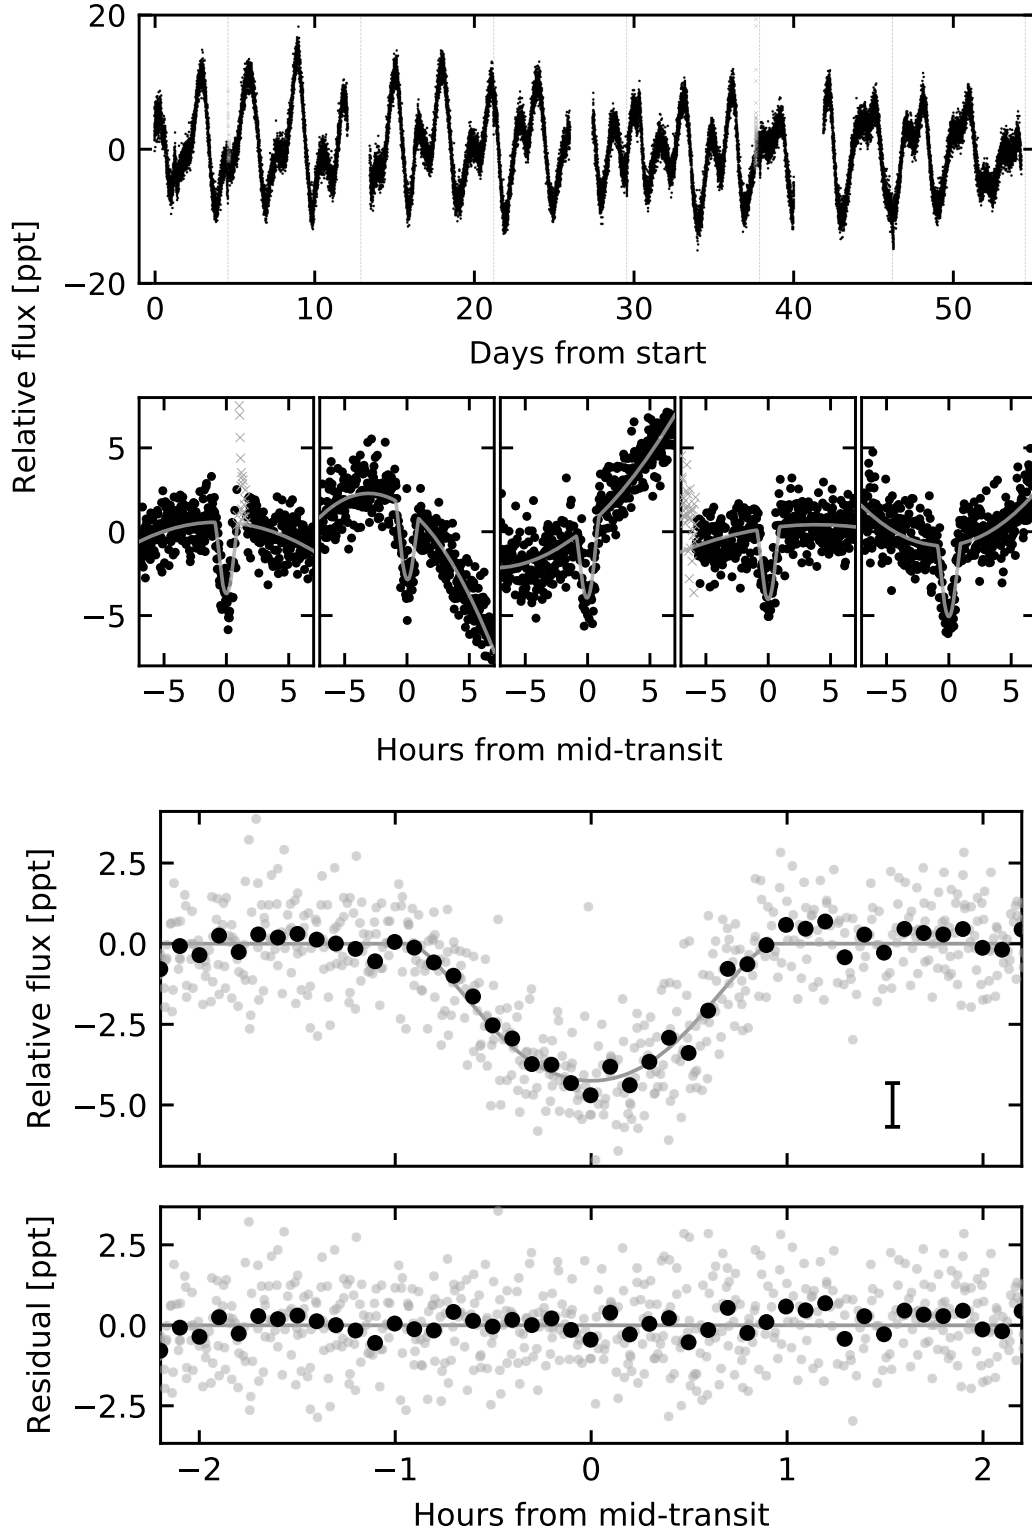 Relative flux [ppt]
20
0
−20
0 10 20 30 40 50
Days from start
5
0
−5
−5 0 5 −5 0 5 −5 0 5 −5 0 5 −5 0 5
Hours from mid-transit
Relative flux [ppt]
2.5
0.0
−2.5
−5.0
Residual [ppt]
2.5
0.0
−2.5
−2 −1 0 1 2
Hours from mid-transit